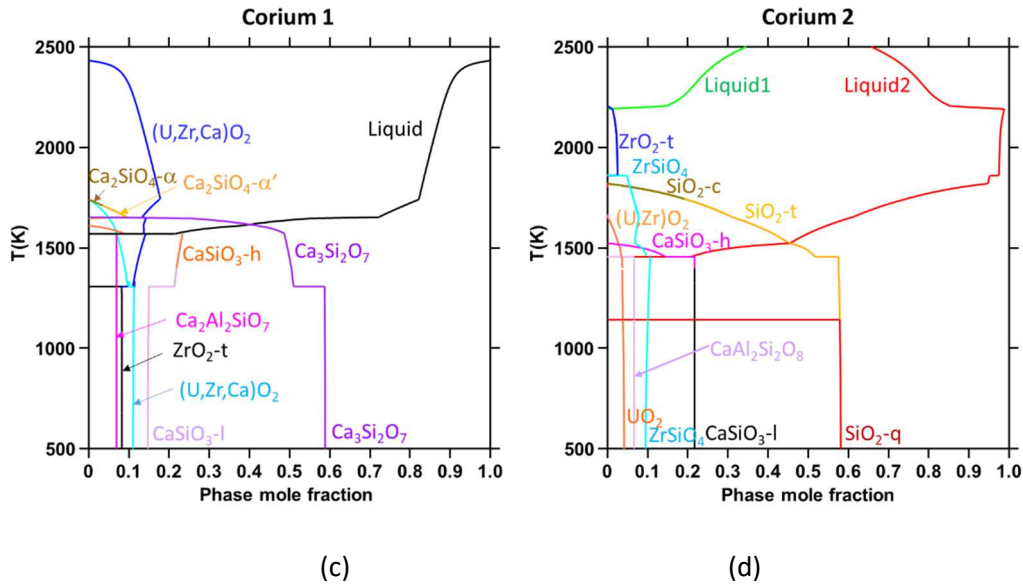 Corium 1
2500
2000
1500
1000
500
T(K)
(U,Zr,Ca)O₂
Liquid
Ca₂SiO₄-α
Ca₂SiO₄-α’
CaSiO₃-h
Ca₃Si₂O₇
Ca₂Al₂SiO₇
ZrO₂-t
(U,Zr,Ca)O₂
CaSiO₃-l
Ca₃Si₂O₇
0 0.1 0.2 0.3 0.4 0.5 0.6 0.7 0.8 0.9 1.0
Phase mole fraction
(c)
Corium 2
2500
2000
1500
1000
500
T(K)
Liquid1
Liquid2
ZrO₂-t
ZrSiO₄
SiO₂-c
SiO₂-t
(U,Zr)O₂
CaSiO₃-h
CaAl₂Si₂O₈
UO₂
ZrSiO₄
CaSiO₃-l
SiO₂-q
0 0.1 0.2 0.3 0.4 0.5 0.6 0.7 0.8 0.9 1.0
Phase mole fraction
(d)